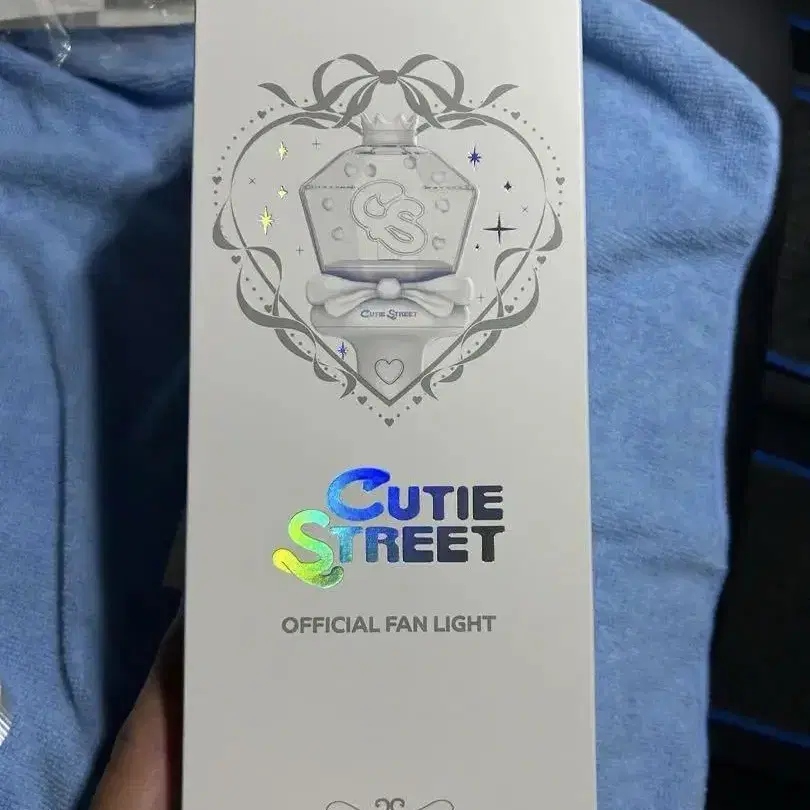 CS
CUTIE STREET
CUTIE
STREET
OFFICIAL FAN LIGHT